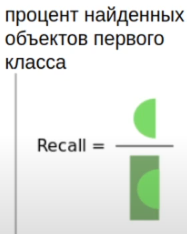 процент найденных
объектов первого
класса
Recall =